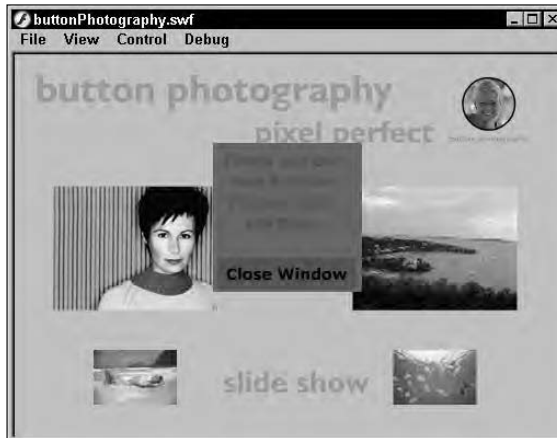 buttonPhotography.swf
File View Control Debug
button photography
pixel perfect
Close Window
slide show